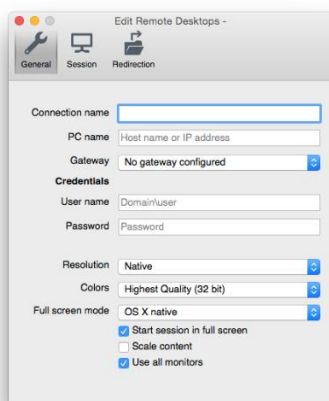 Edit Remote Desktops -
General Session Redirection
Connection name
PC name Host name or IP address
Gateway No gateway configured
Credentials
User name Domain\user
Password Password
Resolution Native
Colors Highest Quality (32 bit)
Full screen mode OS X native
Start session in full screen
Scale content
Use all monitors